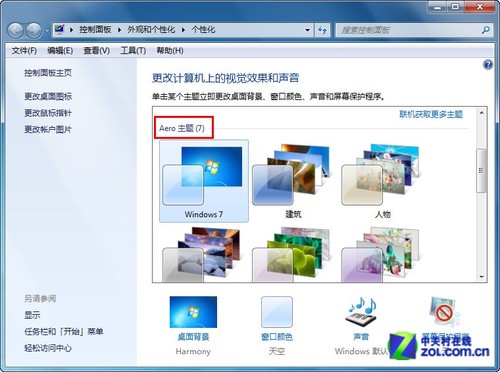 控制面板 ▸ 外观和个性化 ▸ 个性化
搜索控制面板
文件(F) 编辑(E) 查看(V) 工具(T) 帮助(H)
控制面板主页
更改桌面图标
更改鼠标指针
更改帐户图片
更改计算机上的视觉效果和声音
单击某个主题立即更改桌面背景、窗口颜色、声音和屏幕保护程序。
联机获取更多主题
Aero 主题 (7)
Windows 7
建筑
人物
另请参阅
显示
任务栏和「开始」菜单
轻松访问中心
桌面背景
Harmony
窗口颜色
天空
声音
Windows 默认
屏幕保护程序
中关村在线
ZOL.COM.CN